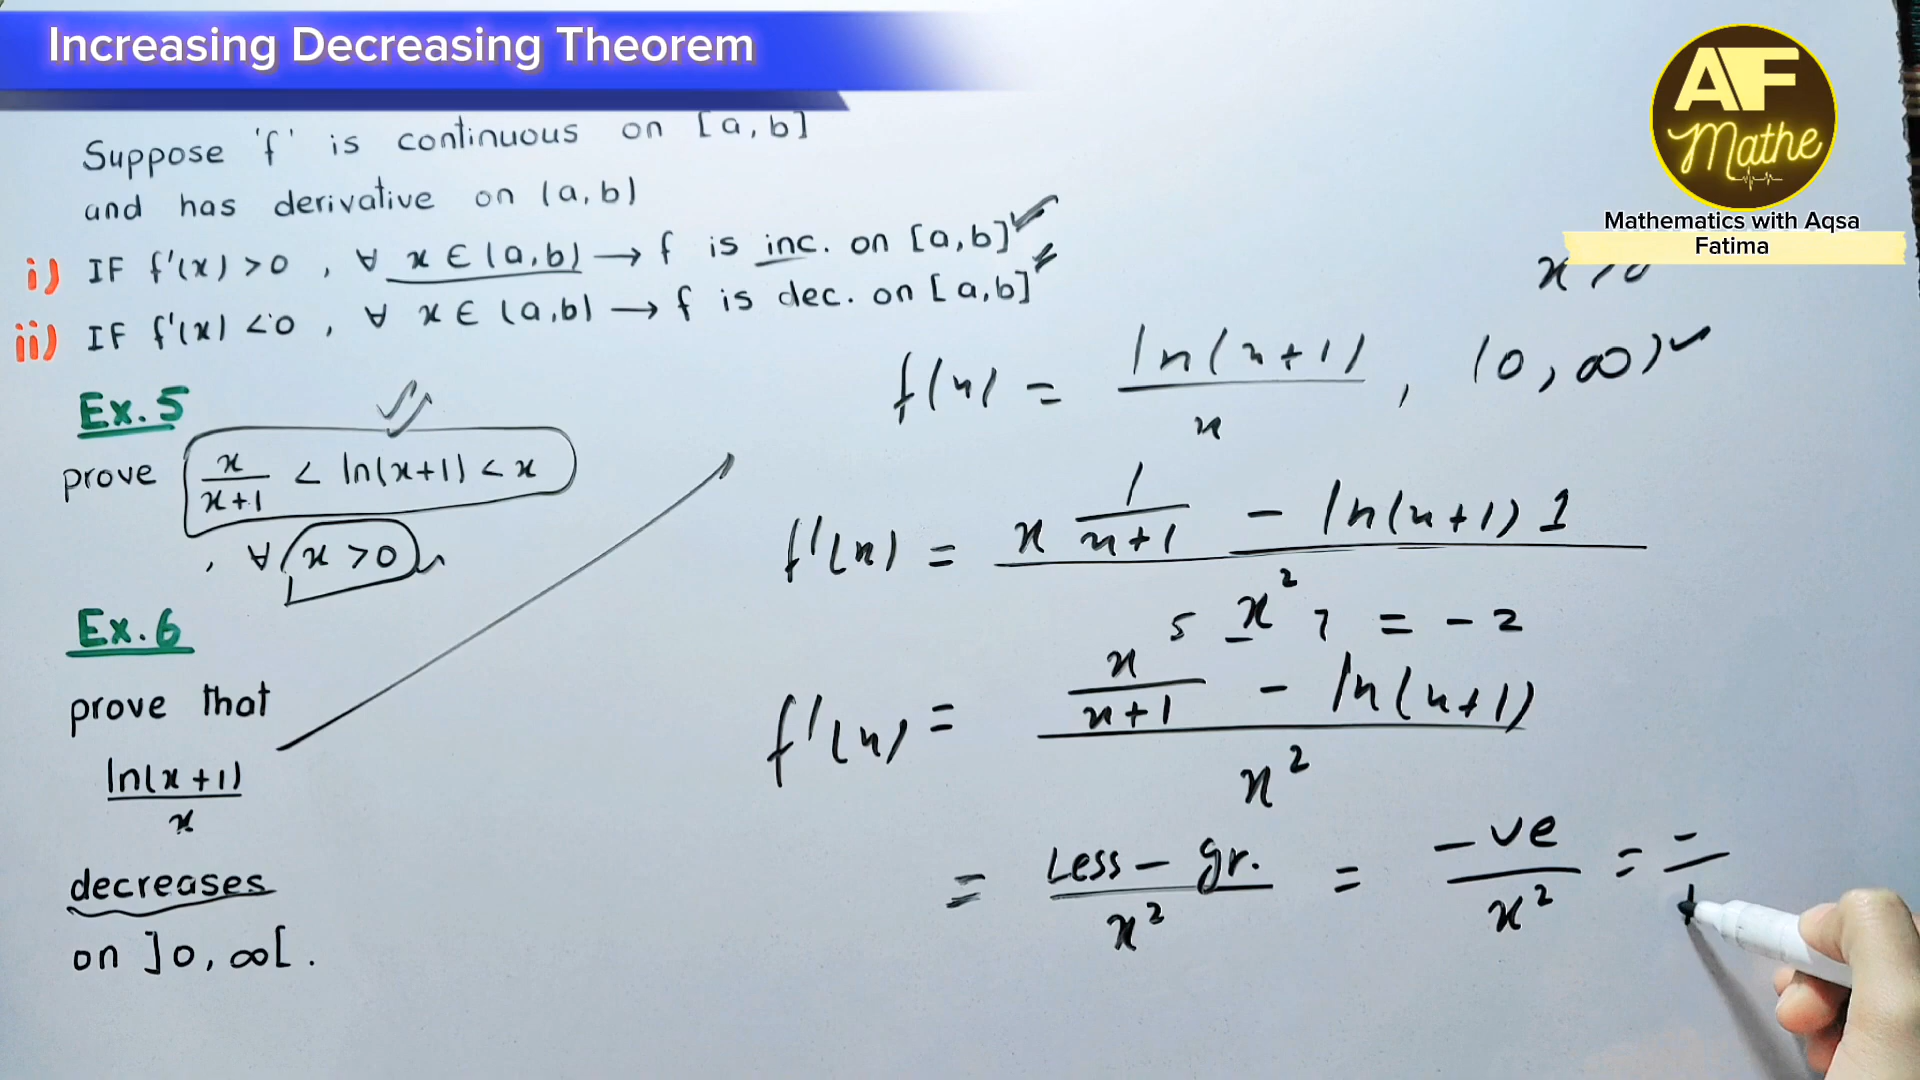 Increasing Decreasing Theorem
AF
Mathe
Mathematics with Aqsa
Fatima
Suppose 'f' is continuous on [a,b]
and has derivative on (a,b)
i) IF f'(x) >0 , ∀ x ∈ (a,b) → f is inc. on [a,b]
ii) IF f'(x) <0 , ∀ x ∈ (a,b) → f is dec. on [a,b]
Ex.5
prove x/(x+1) < ln(x+1) < x
, ∀ x >0
Ex.6
prove that
ln(x+1)/x
decreases
on ]0,∞[.
x >0
f(x) = ln(x+1)/x , (0,∞)
f'(x) = (x 1/(x+1) - ln(x+1) 1)/x²
5 - 7 = -2
f'(x) = (x/(x+1) - ln(x+1))/x²
= (Less - gr.)/x² = -ve/x² = -/+